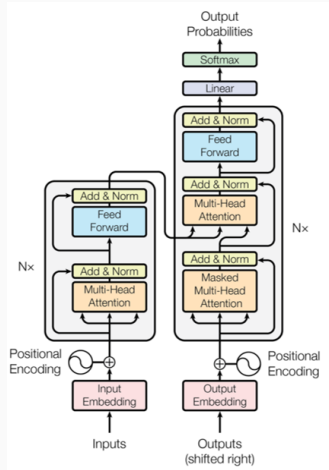 Output
Probabilities
Softmax
Linear
Add & Norm
Feed
Forward
Add & Norm
Multi-Head
Attention
Add & Norm
Masked
Multi-Head
Attention
Nx
Positional
Encoding
Output
Embedding
Outputs
(shifted right)
Add & Norm
Feed
Forward
Add & Norm
Multi-Head
Attention
N×
Positional
Encoding
Input
Embedding
Inputs